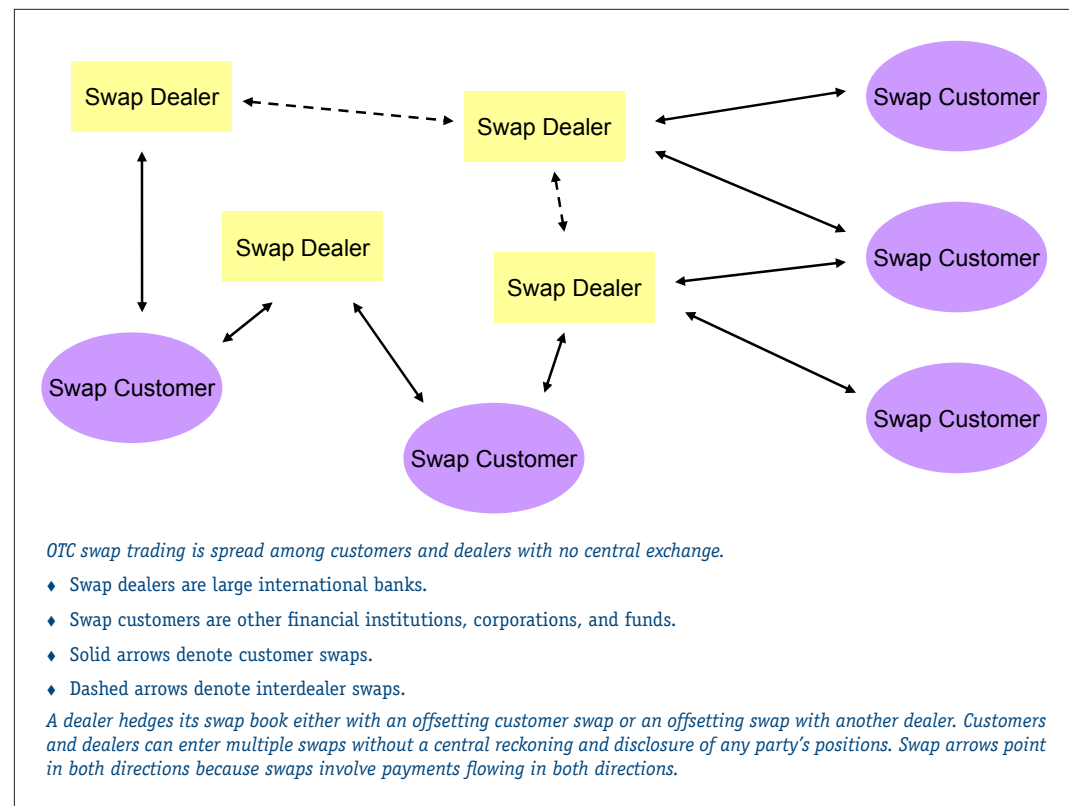 Swap Dealer
Swap Dealer
Swap Customer
Swap Dealer
Swap Customer
Swap Dealer
Swap Customer
Swap Customer
Swap Customer
OTC swap trading is spread among customers and dealers with no central exchange.
♦ Swap dealers are large international banks.
♦ Swap customers are other financial institutions, corporations, and funds.
♦ Solid arrows denote customer swaps.
♦ Dashed arrows denote interdealer swaps.
A dealer hedges its swap book either with an offsetting customer swap or an offsetting swap with another dealer. Customers
and dealers can enter multiple swaps without a central reckoning and disclosure of any party's positions. Swap arrows point
in both directions because swaps involve payments flowing in both directions.